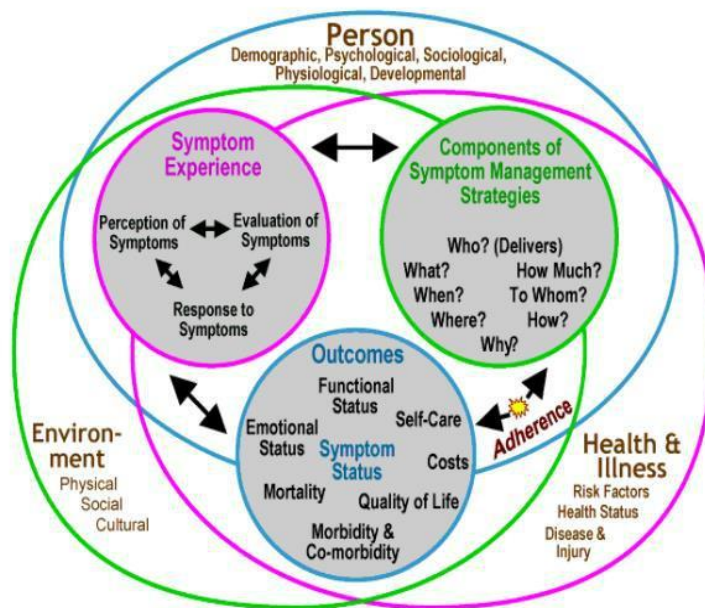 Person
Demographic, Psychological, Sociological,
Physiological, Developmental
Symptom
Experience
Perception of
Symptoms
Evaluation of
Symptoms
Response to
Symptoms
Components of
Symptom Management
Strategies
Who? (Delivers)
What?
How Much?
When?
To Whom?
Where?
How?
Why?
Outcomes
Functional
Status
Emotional
Status
Self-Care
Symptom
Status
Costs
Mortality
Quality of Life
Morbidity &
Co-morbidity
Adherence
Environ-
ment
Physical
Social
Cultural
Health &
Illness
Risk Factors
Health Status
Disease &
Injury